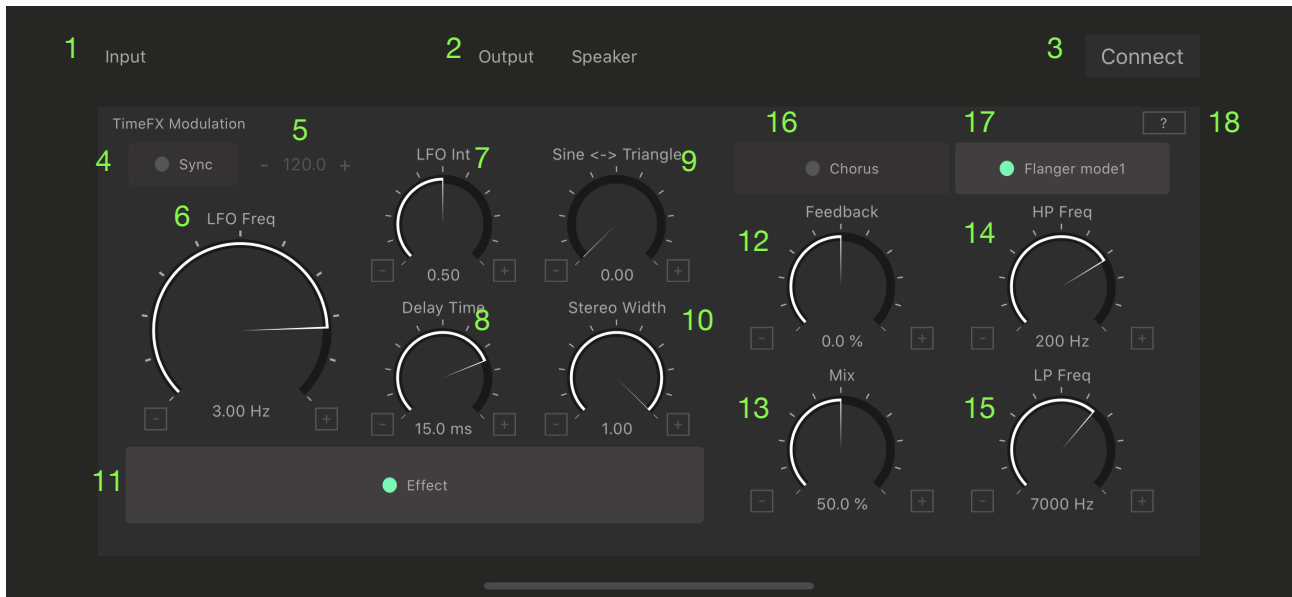 1 Input 2 Output Speaker 3 Connect
TimeFX Modulation 16 17 ? 18
4 Sync 5 - 120.0 + LFO Int 7 Sine <-> Triangle 9 Chorus Flanger mode1
6 LFO Freq - 0.50 + - 0.00 + 12 Feedback 14 HP Freq
Delay Time 8 Stereo Width 10 - 0.0 % + - 200 Hz +
- 3.00 Hz + - 15.0 ms + - 1.00 + 13 Mix 15 LP Freq
11 Effect - 50.0 % + - 7000 Hz +